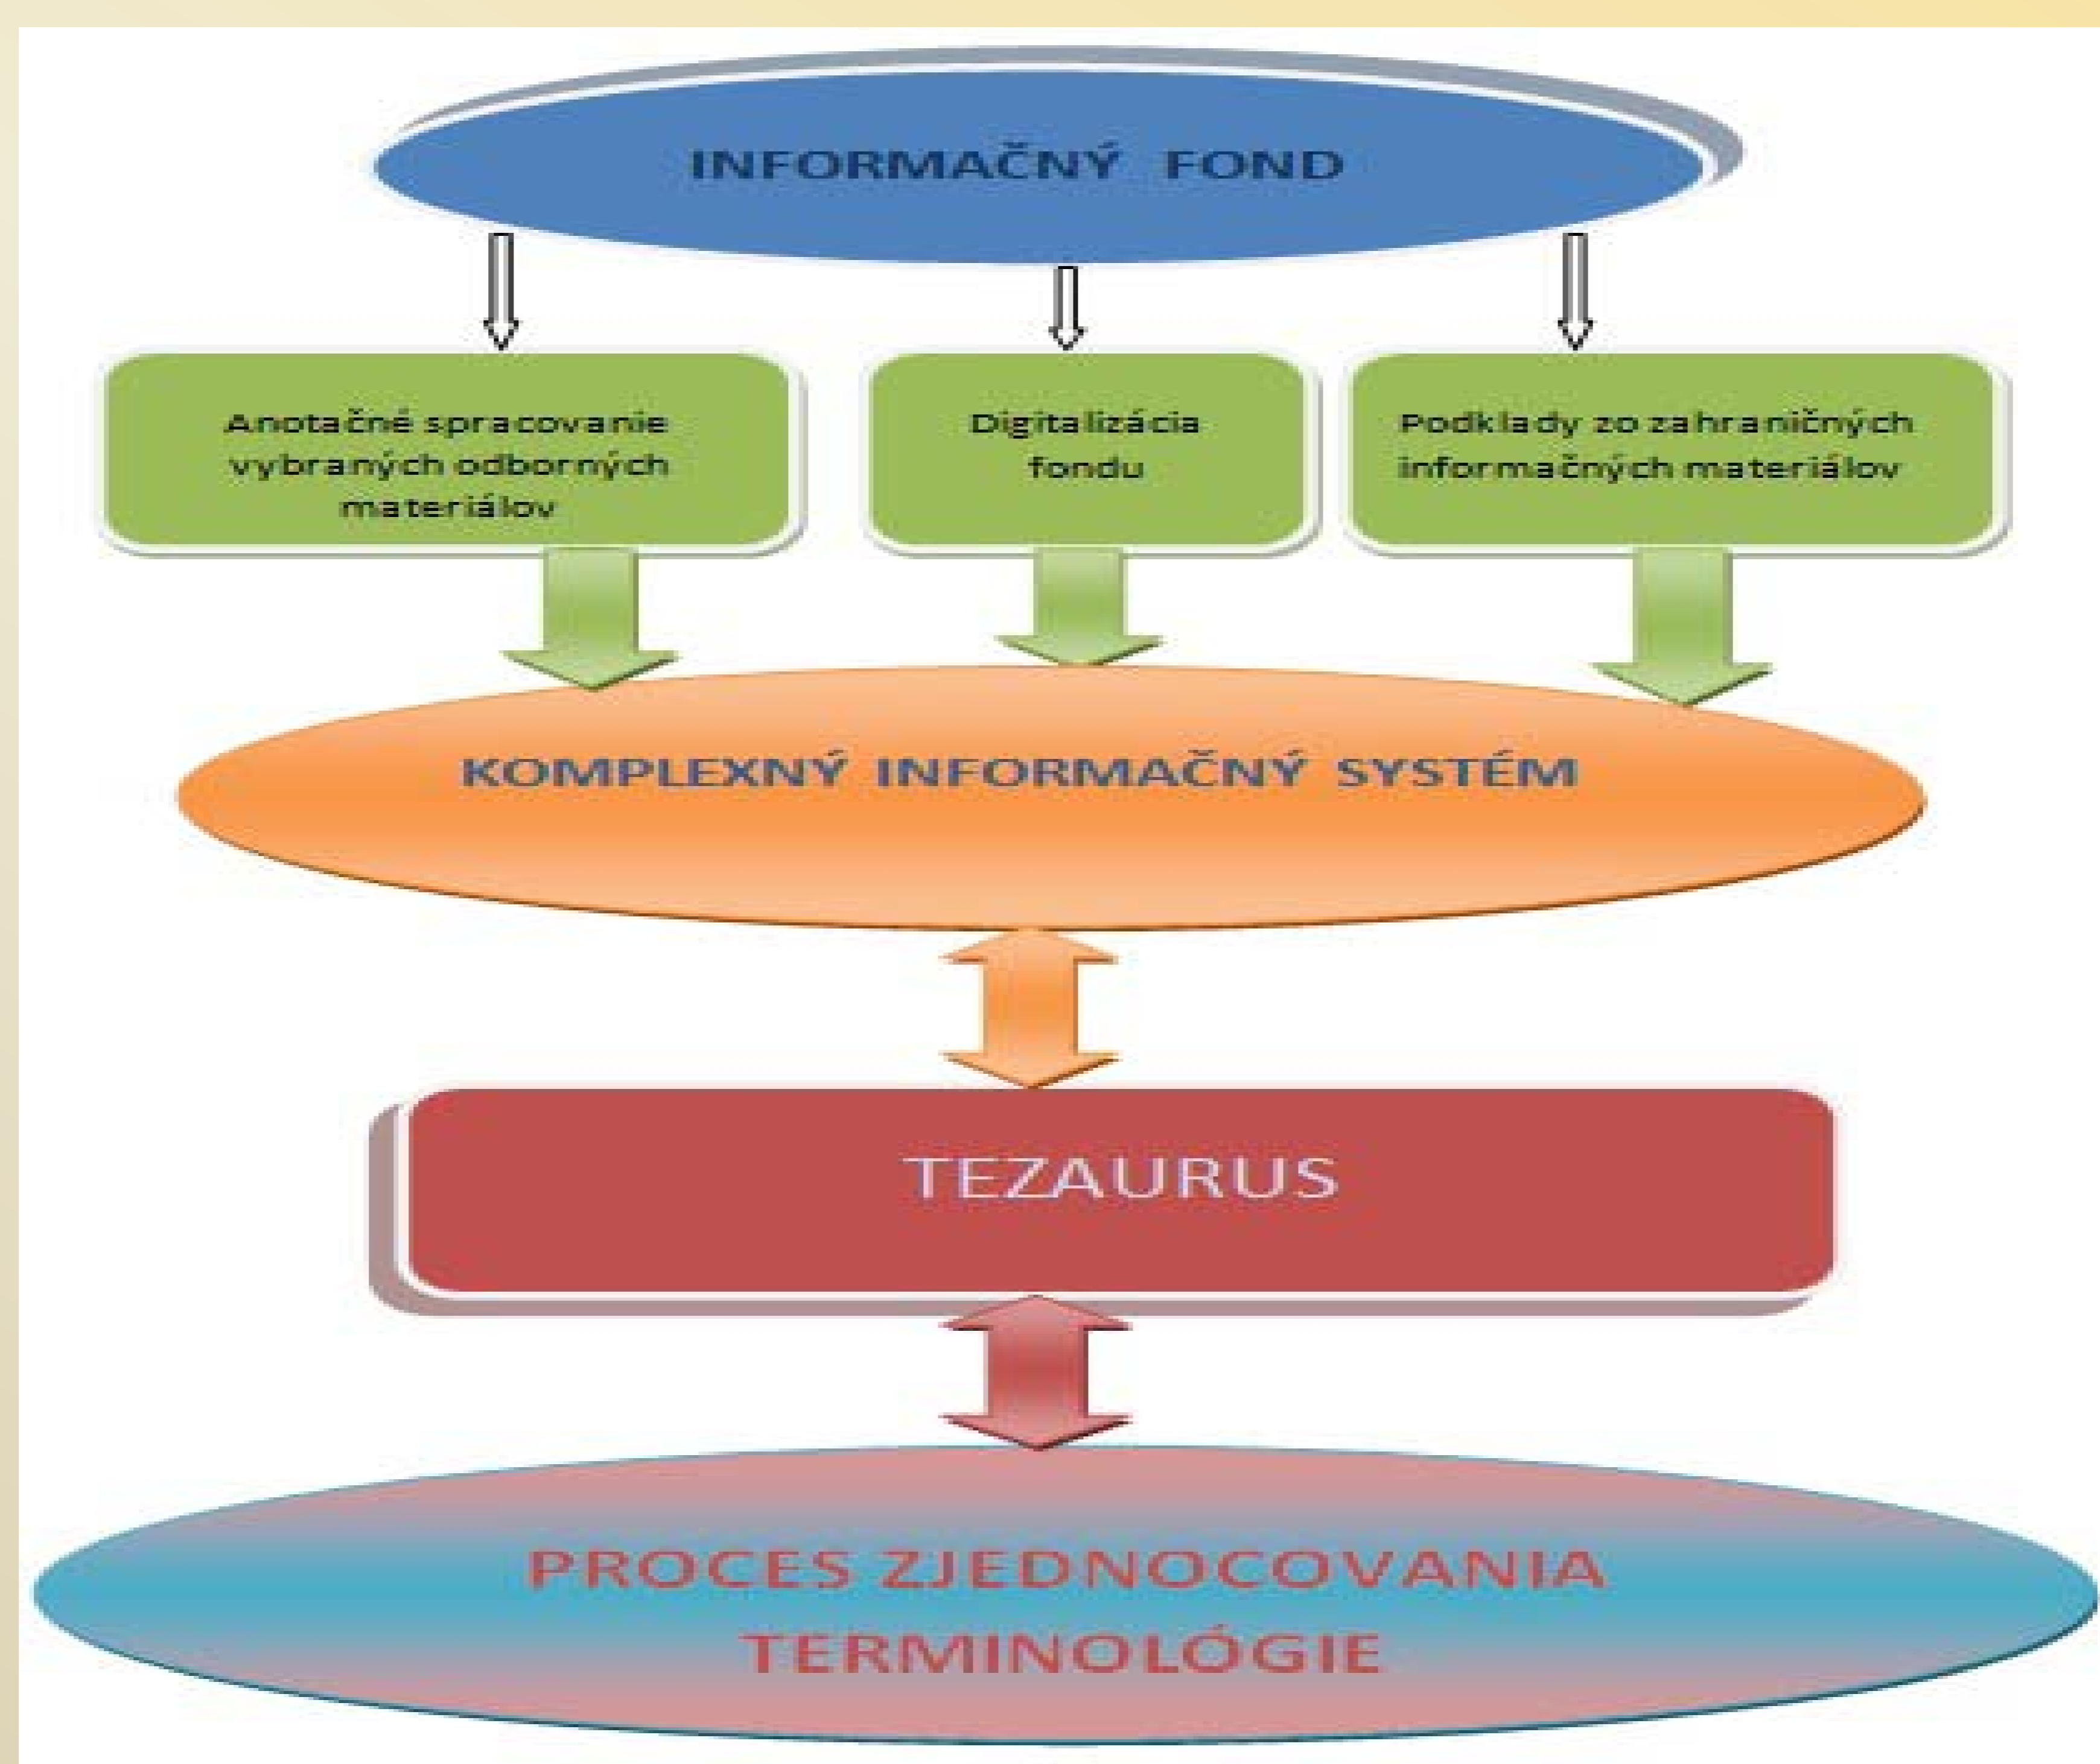 INFORMAČNÝ FOND
Anotačné spracovanie
vybraných odborných
materiálov
Digitalizácia
fondu
Podklady zo zahraničných
informačných materiálov
KOMPLEXNÝ INFORMAČNÝ SYSTÉM
TEZAURUS
PROCES ZJEDNOCOVANIA
TERMINOLÓGIE